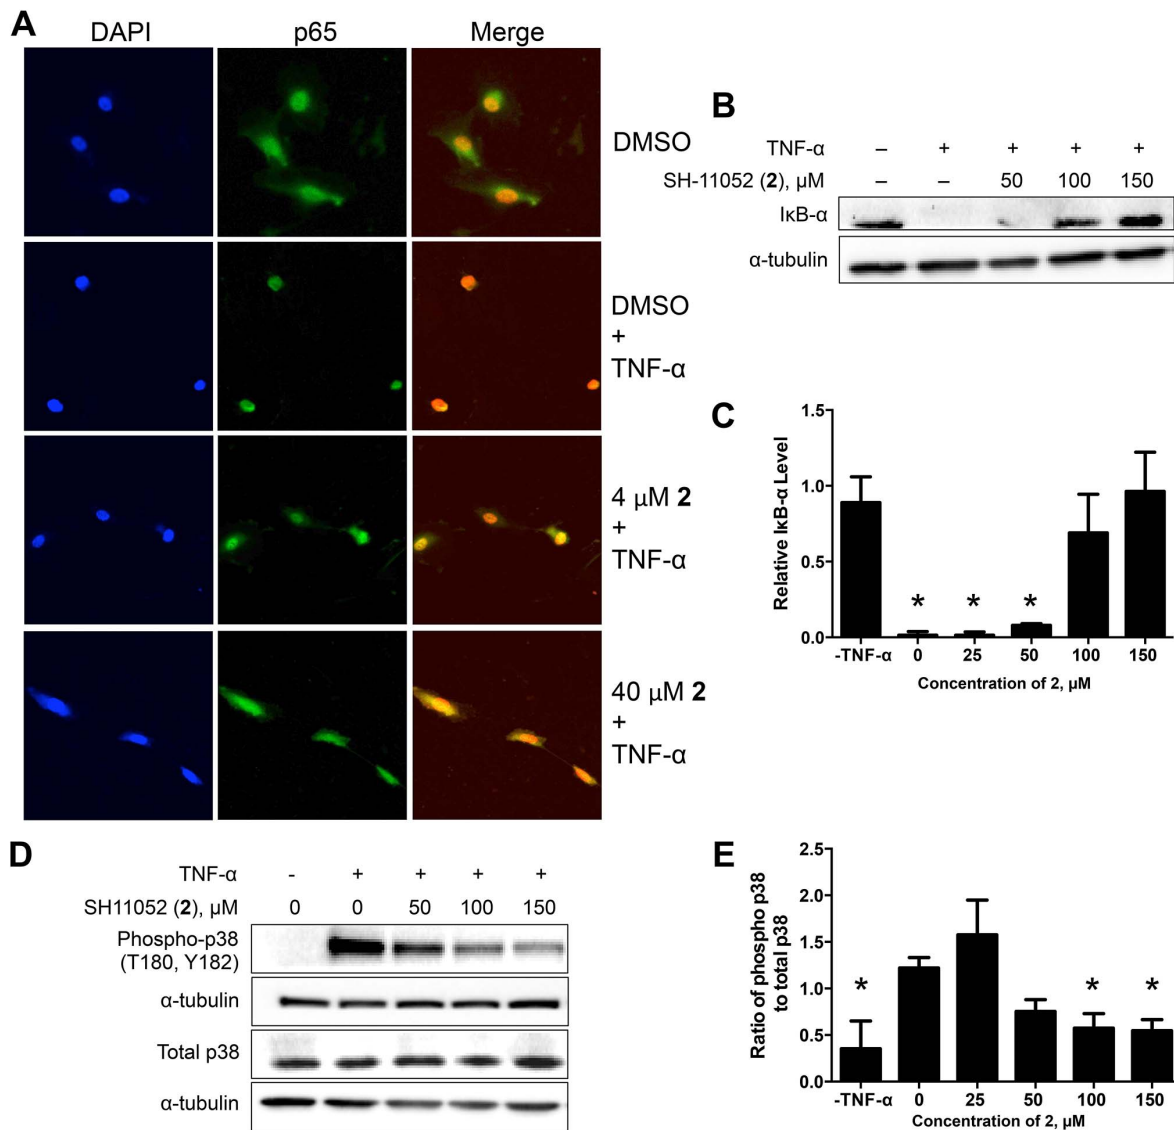 A
DAPI p65 Merge
DMSO
DMSO
+
TNF-α
4 µM 2
+
TNF-α
40 µM 2
+
TNF-α
B
TNF-α – + + + +
SH-11052 (2), µM – – 50 100 150
IκB-α
α-tubulin
C
Relative IκB-α Level
1.5
1.0
0.5
0.0
* * *
-TNF-α 0 25 50 100 150
Concentration of 2, µM
D
TNF-α - + + + +
SH11052 (2), µM 0 0 50 100 150
Phospho-p38
(T180, Y182)
α-tubulin
Total p38
α-tubulin
E
Ratio of phospho p38
to total p38
2.5
2.0
1.5
1.0
0.5
0.0
* * *
-TNF-α 0 25 50 100 150
Concentration of 2, µM